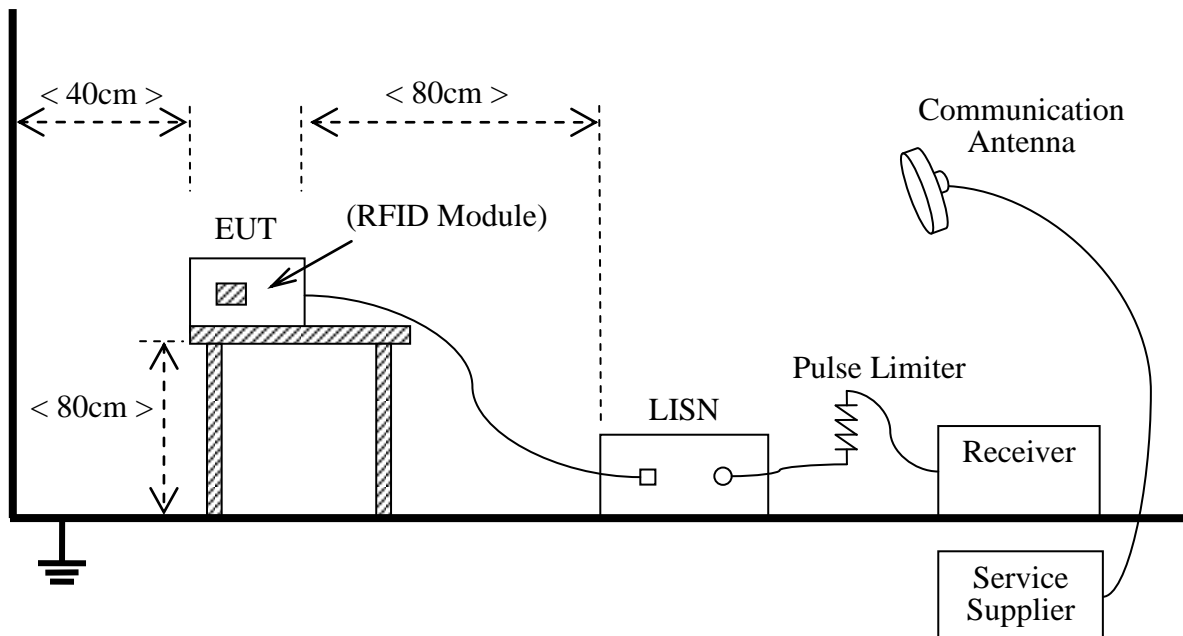 < 40cm >
< 80cm >
Communication
Antenna
EUT
(RFID Module)
< 80cm >
Pulse Limiter
LISN
Receiver
Service
Supplier